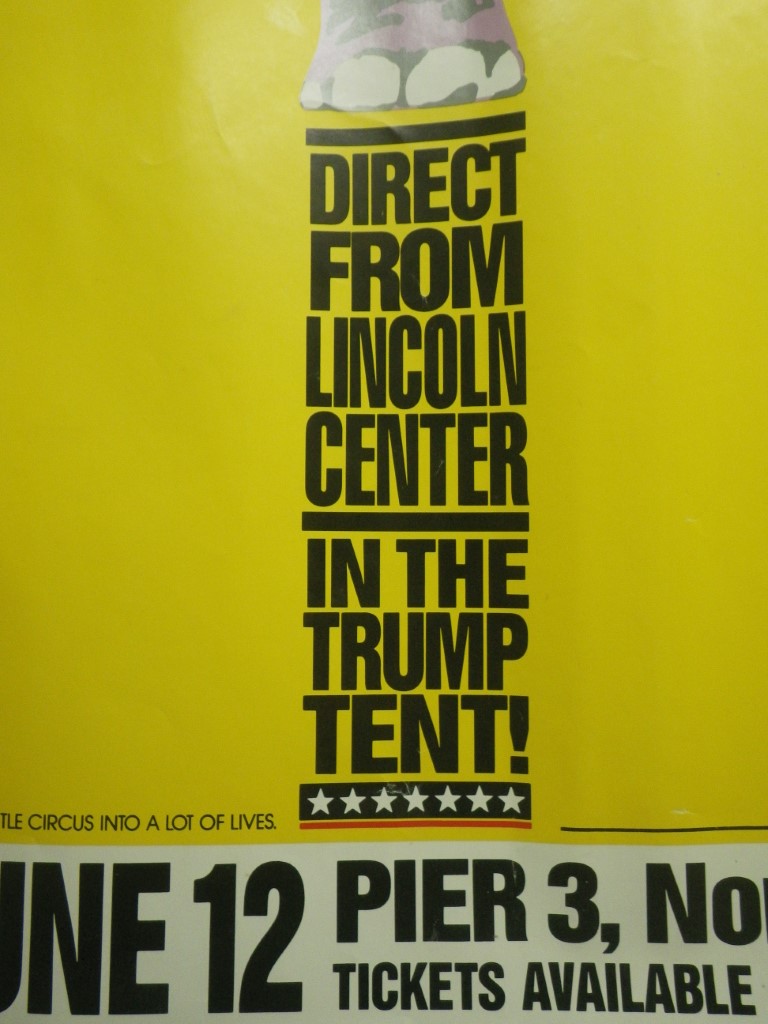 DIRECT
FROM
LINCOLN
CENTER
IN THE
TRUMP
TENT!
TLE CIRCUS INTO A LOT OF LIVES.
UNE 12
PIER 3, No
TICKETS AVAILABLE